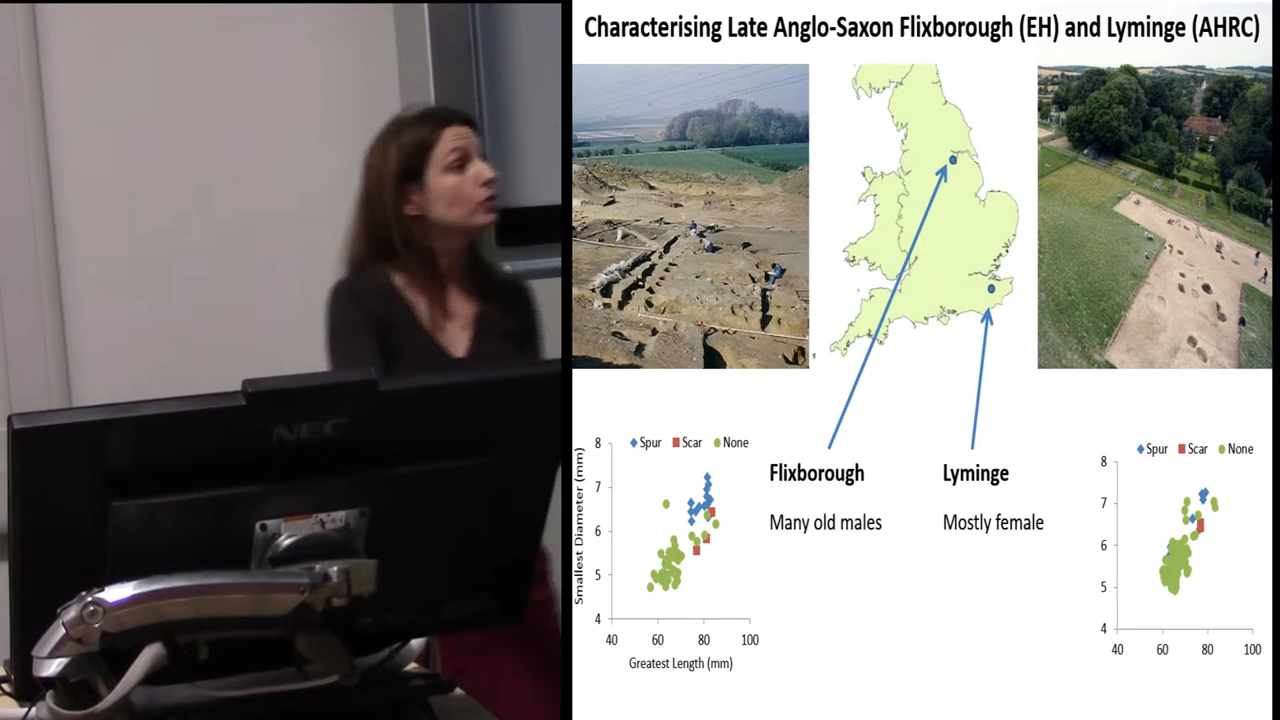 Characterising Late Anglo-Saxon Flixborough (EH) and Lyminge (AHRC)
NEC
Flixborough
Many old males
Lyminge
Mostly female
Spur Scar None
Smallest Diameter (mm)
8
7
6
5
4
40 60 80 100
Greatest Length (mm)
Spur Scar None
8
7
6
5
4
40 60 80 100